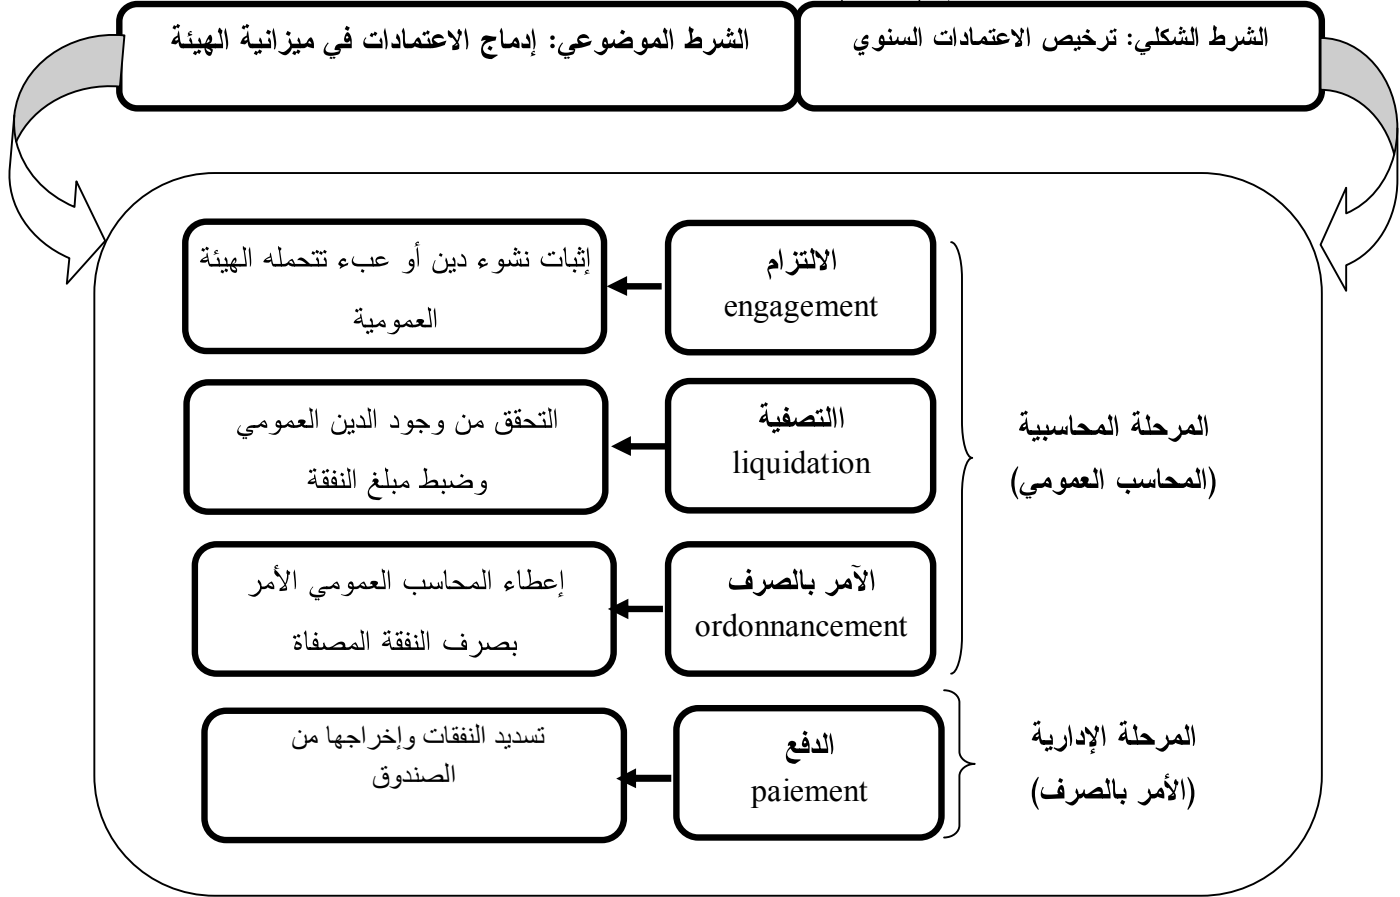 الشرط الشكلي: ترخيص الاعتمادات السنوي
الشرط الموضوعي: إدماج الاعتمادات في ميزانية الهيئة
المرحلة المحاسبية
(المحاسب العمومي)
الالتزام
engagement
إثبات نشوء دين أو عبء تتحمله الهيئة
العمومية
االتصفية
liquidation
التحقق من وجود الدين العمومي
وضبط مبلغ النفقة
الآمر بالصرف
ordonnancement
إعطاء المحاسب العمومي الأمر
بصرف النفقة المصفاة
المرحلة الإدارية
(الأمر بالصرف)
الدفع
paiement
تسديد النفقات وإخراجها من
الصندوق